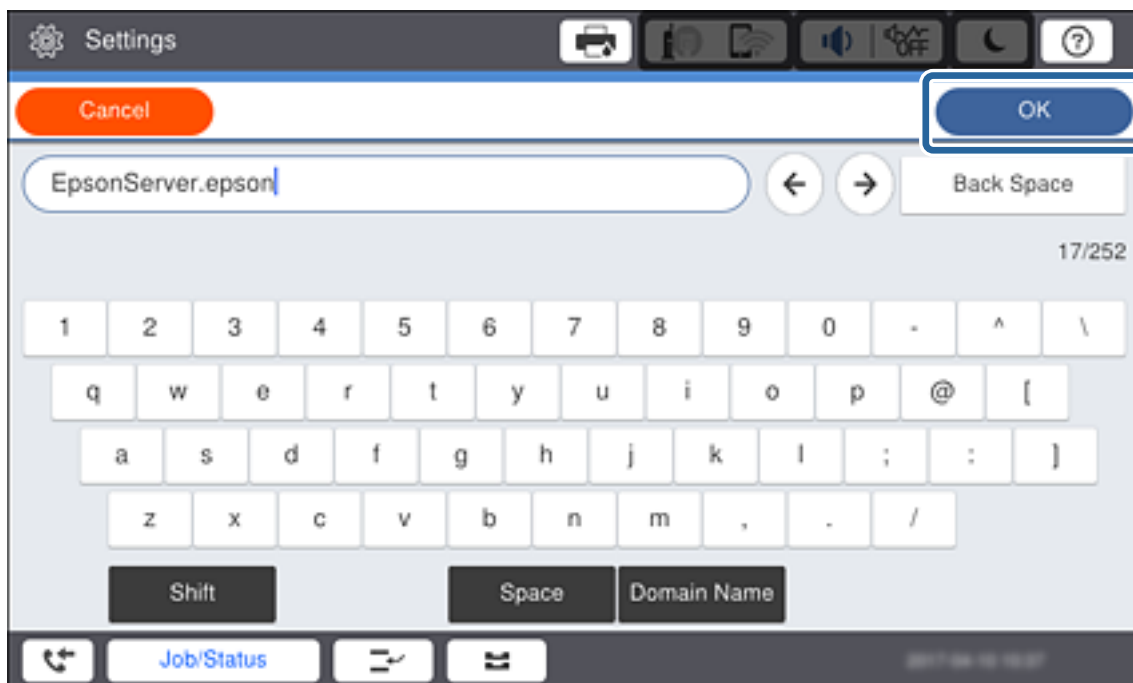 Settings
OFF
Cancel OK
EpsonServer.epson ← → Back Space
17/252
1 2 3 4 5 6 7 8 9 0 - ^ \
q w e r t y u i o p @ [
a s d f g h j k l ; : ]
z x c v b n m , . /
Shift Space Domain Name
Job/Status